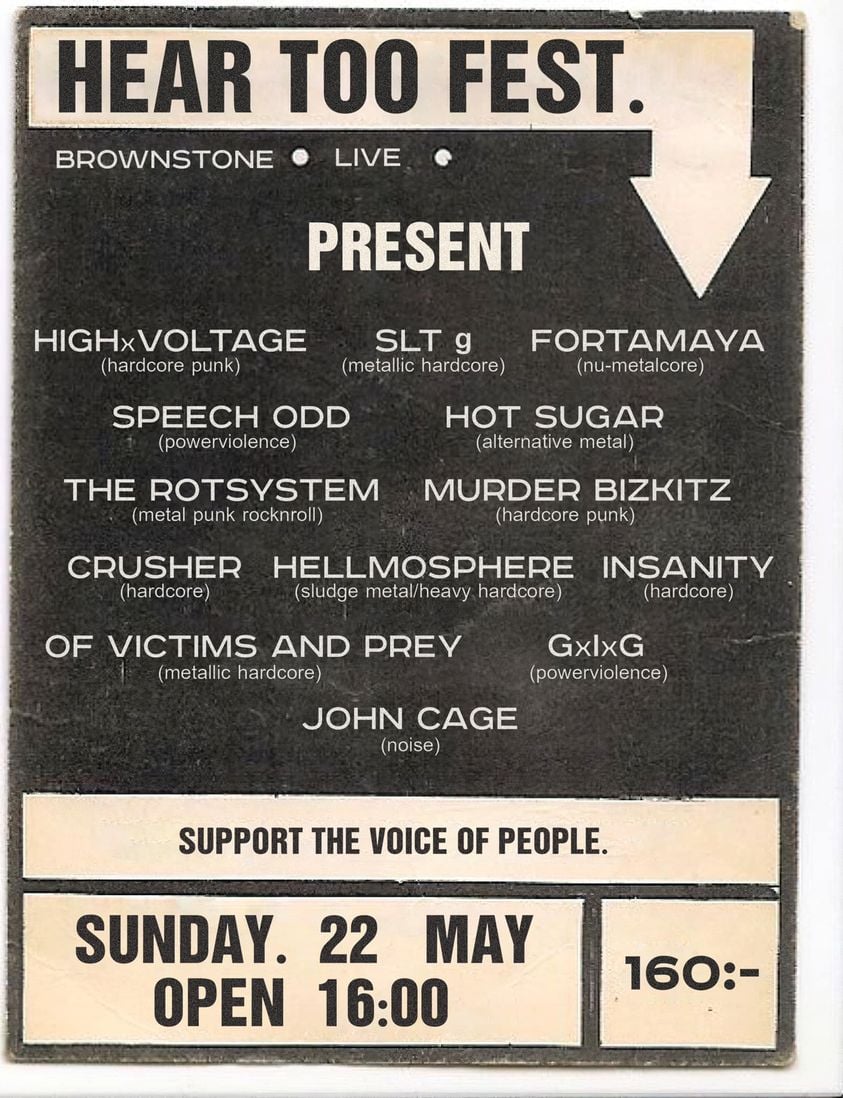 HEAR TOO FEST.
BROWNSTONE LIVE
PRESENT
HIGHxVOLTAGE SLT g FORTAMAYA
(hardcore punk) (metallic hardcore) (nu-metalcore)
SPEECH ODD HOT SUGAR
(powerviolence) (alternative metal)
THE ROTSYSTEM MURDER BIZKITZ
(metal punk rocknroll) (hardcore punk)
CRUSHER HELLMOSPHERE INSANITY
(hardcore) (sludge metal/heavy hardcore) (hardcore)
OF VICTIMS AND PREY GxIxG
(metallic hardcore) (powerviolence)
JOHN CAGE
(noise)
SUPPORT THE VOICE OF PEOPLE.
SUNDAY. 22 MAY
OPEN 16:00
160:-